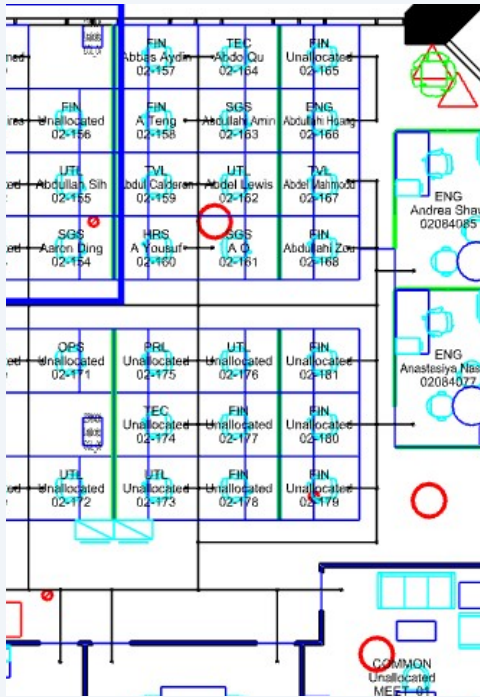 FIN
Abbas Aydin
02-157
TEC
Abdo Qu
02-164
FIN
Unallocated
02-165
FIN
Unallocated
02-156
FIN
A Teng
02-158
SGS
Abdullahi Amin
02-163
ENG
Abdullahi Hoang
02-166
UTL
Abdullah Sih
02-155
TVL
Abdul Calderan
02-159
UTL
Abdel Lewis
02-162
TVL
Abdel Mahmood
02-167
ENG
Andrea Shaw
02084085
SGS
Aaron Ding
02-154
HRS
A Yousuf
02-160
SGS
A O
02-161
FIN
Abdullahi Zou
02-168
OPS
Unallocated
02-171
PRL
Unallocated
02-175
UTL
Unallocated
02-176
FIN
Unallocated
02-181
ENG
Anastasiya Nas
02084077
TEC
Unallocated
02-174
FIN
Unallocated
02-177
FIN
Unallocated
02-180
UTL
Unallocated
02-172
UTL
Unallocated
02-173
FIN
Unallocated
02-178
FIN
Unallocated
02-179
COMMON
Unallocated
MEET_01